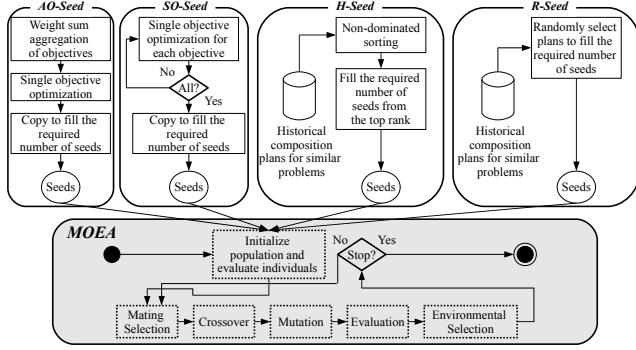 AO-Seed
Weight sum
aggregation
of objectives
Single objective
optimization
Copy to fill the
required
number of seeds
Seeds
SO-Seed
Single objective
optimization for
each objective
No
All?
Yes
Copy to fill the
required
number of seeds
Seeds
H-Seed
Non-dominated
sorting
Fill the required
number of
seeds from
the top rank
Historical
composition
plans for similar
problems
Seeds
R-Seed
Randomly select
plans to fill the
required number
of seeds
Historical
composition
plans for similar
problems
Seeds
MOEA
Initialize
population and
evaluate individuals
No
Stop?
Yes
Mating
Selection
Crossover
Mutation
Evaluation
Environmental
Selection